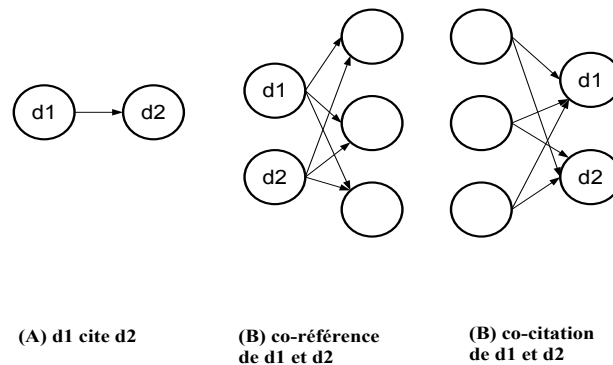 d1
d2
d1
d2
d1
d2
(A) d1 cite d2
(B) co-référence
de d1 et d2
(B) co-citation
de d1 et d2